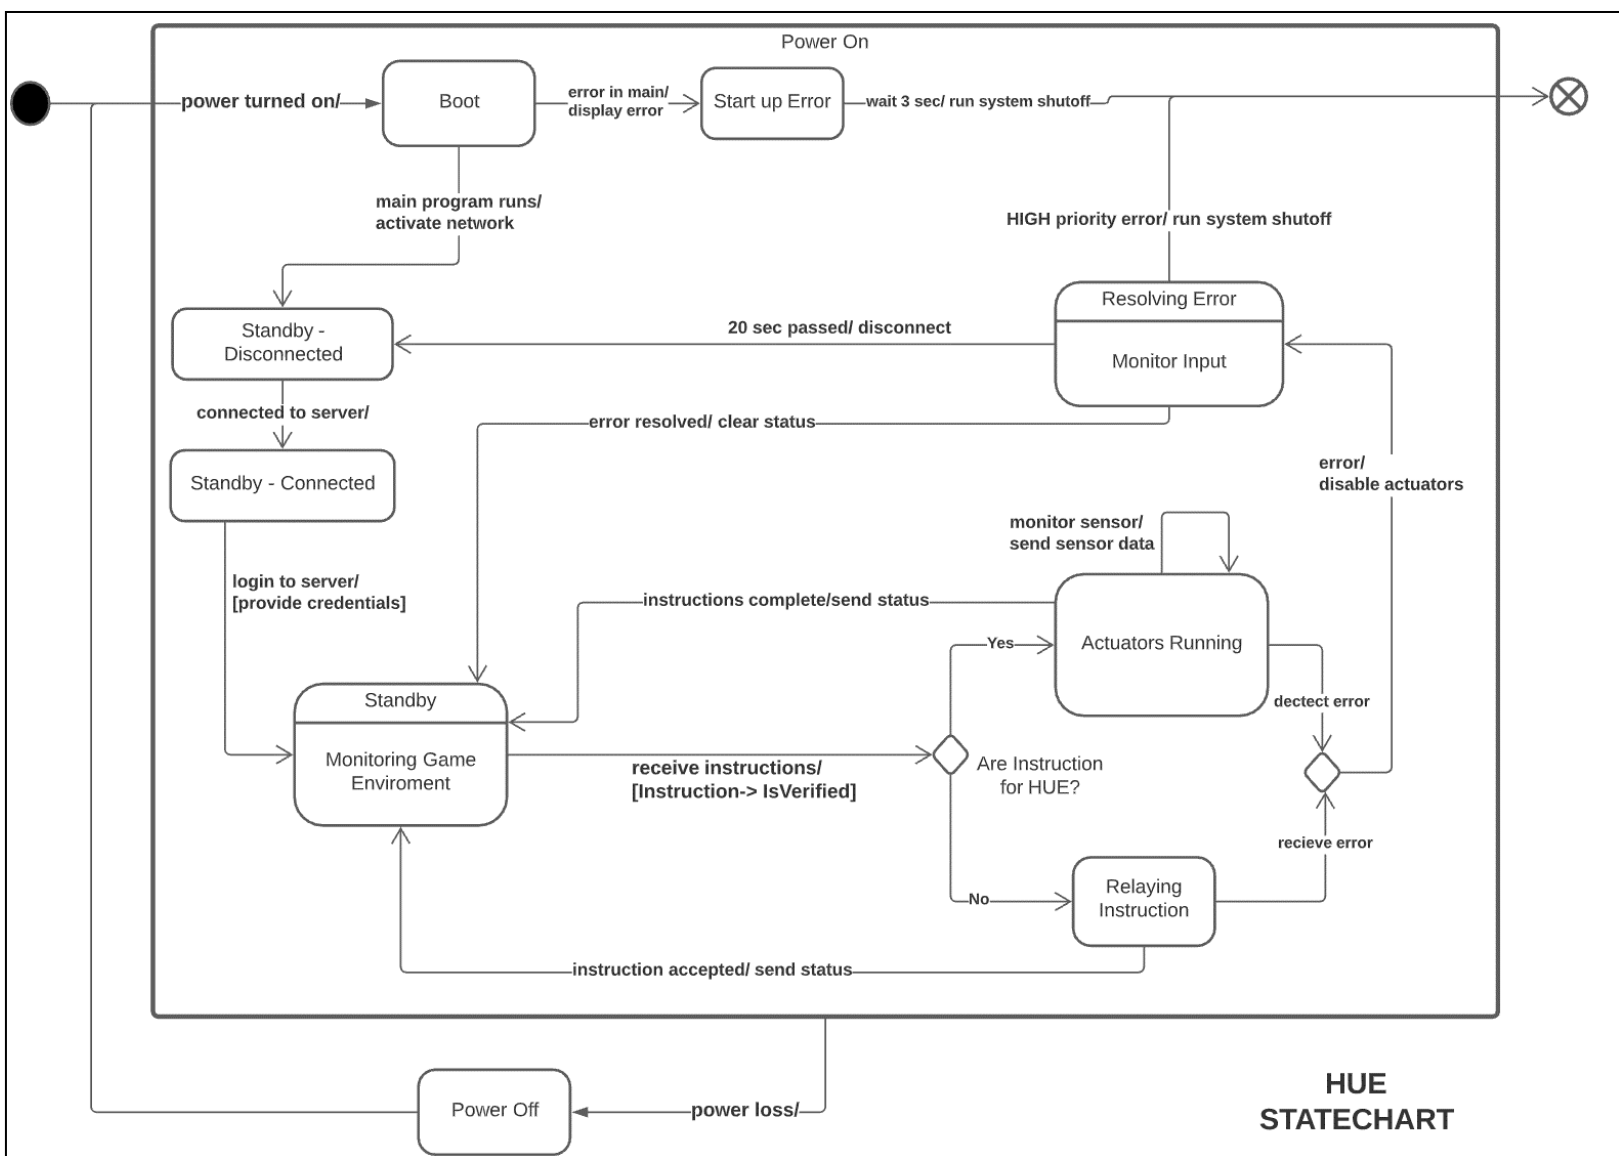 Power On
power turned on/
Boot
error in main/
display error
Start up Error
wait 3 sec/ run system shutoff
main program runs/
activate network
HIGH priority error/ run system shutoff
Resolving Error
Monitor Input
Standby -
Disconnected
20 sec passed/ disconnect
connected to server/
error resolved/ clear status
Standby - Connected
error/
disable actuators
monitor sensor/
send sensor data
login to server/
[provide credentials]
instructions complete/send status
Yes
Actuators Running
Standby
Monitoring Game
Enviroment
dectect error
receive instructions/
[Instruction-> IsVerified]
Are Instruction
for HUE?
recieve error
No
Relaying
Instruction
instruction accepted/ send status
Power Off
power loss/
HUE
STATECHART